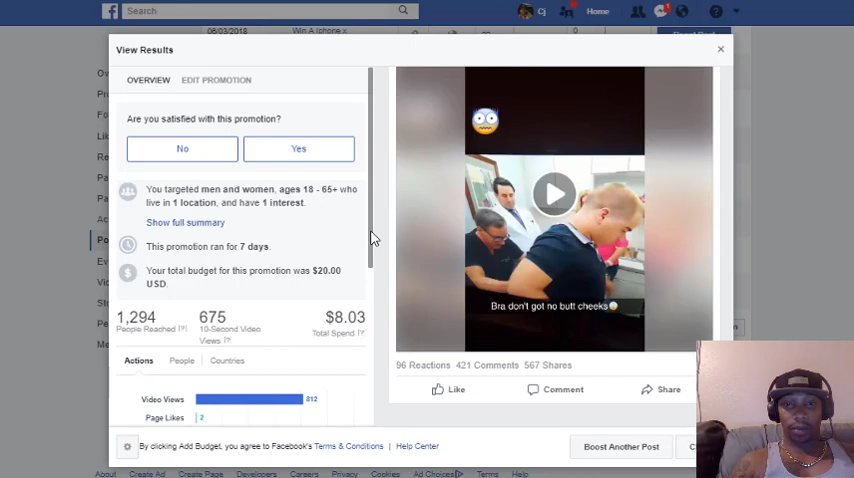 Search
Cj
Home
08/03/2018
Win A Iphone x
0
View Results
×
OVERVIEW
EDIT PROMOTION
Are you satisfied with this promotion?
No
Yes
You targeted men and women, ages 18 - 65+ who
live in 1 location, and have 1 interest.
Show full summary
This promotion ran for 7 days.
Your total budget for this promotion was $20.00
USD.
1,294
People Reached [?]
675
10-Second Video
Views [?]
$8.03
Total Spend [?]
Actions
People
Countries
Video Views
812
Page Likes
2
Bra don't got no butt cheeks
96 Reactions 421 Comments 567 Shares
Like
Comment
Share
By clicking Add Budget, you agree to Facebook's Terms & Conditions | Help Center
Boost Another Post
About
Create Ad
Create Page
Developers
Careers
Privacy
Cookies
Ad Choices
Terms
Help